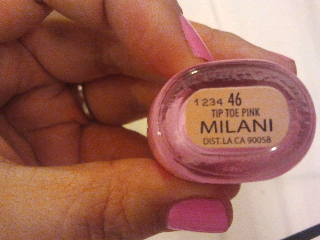 1234 46
TIP TOE PINK
MILANI
DIST. LA CA 90058